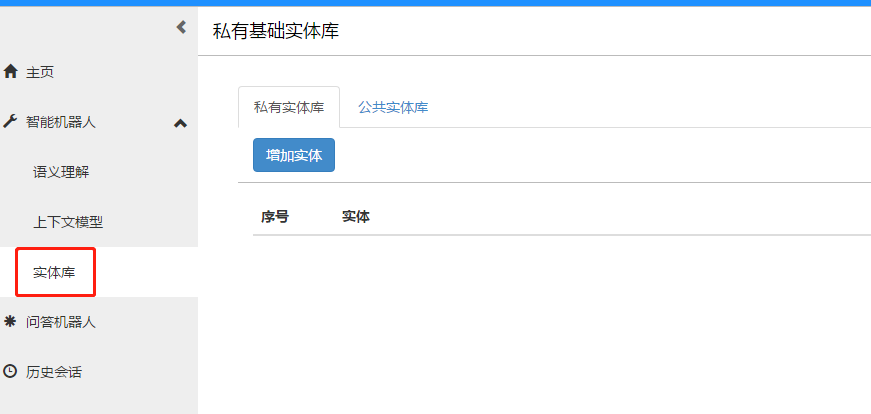 私有基础实体库
主页
智能机器人
语义理解
上下文模型
实体库
问答机器人
历史会话
私有实体库 公共实体库
增加实体
序号 实体